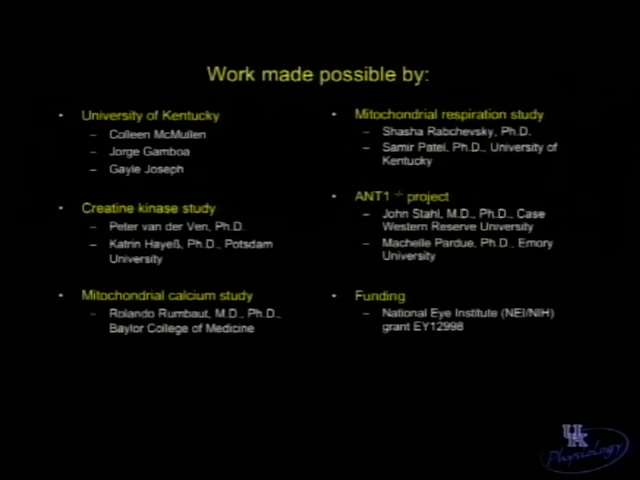 Work made possible by:
• University of Kentucky
– Colleen McMullen
– Jorge Gamboa
– Gayle Joseph
• Creatine kinase study
– Peter van der Ven, Ph.D.
– Katrin Hayeß, Ph.D., Potsdam
University
• Mitochondrial calcium study
– Rolando Rumbaut, M.D., Ph.D.,
Baylor College of Medicine
• Mitochondrial respiration study
– Shasha Rabchevsky, Ph.D.
– Samir Patel, Ph.D., University of
Kentucky
• ANT1 -/- project
– John Stahl, M.D., Ph.D., Case
Western Reserve University
– Machelle Pardue, Ph.D., Emory
University
• Funding
– National Eye Institute (NEI/NIH)
grant EY12998
UK
Physiology